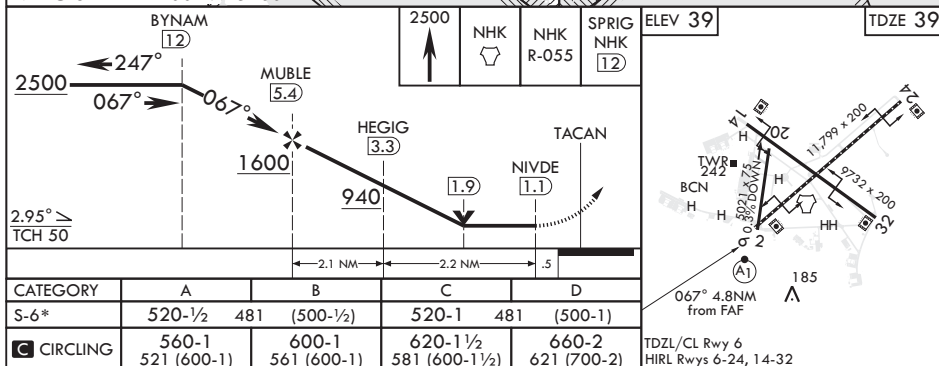 BYNAM
12
247°
2500
067°
067°
MUBLE
5.4
1600
HEGIG
3.3
940
1.9
TACAN
NIVDE
1.1
2.95°
TCH 50
2.1 NM
2.2 NM
.5
2500
NHK
NHK
R-055
SPRIG
NHK
12
ELEV 39
TDZE 39
14
20
24
H
11,799 x 200
TWR
242
BCN
H
H
H
H
5021 x 75
0.3% DOWN
9732 x 200
HH
32
2
A1
185
067° 4.8NM
from FAF
TDZL/CL Rwy 6
HIRL Rwys 6-24, 14-32
CATEGORY A B C D
S-6* 520-½ 481 (500-½) 520-1 481 (500-1)
C CIRCLING 560-1 600-1 620-1½ 660-2
521 (600-1) 561 (600-1) 581 (600-1½) 621 (700-2)